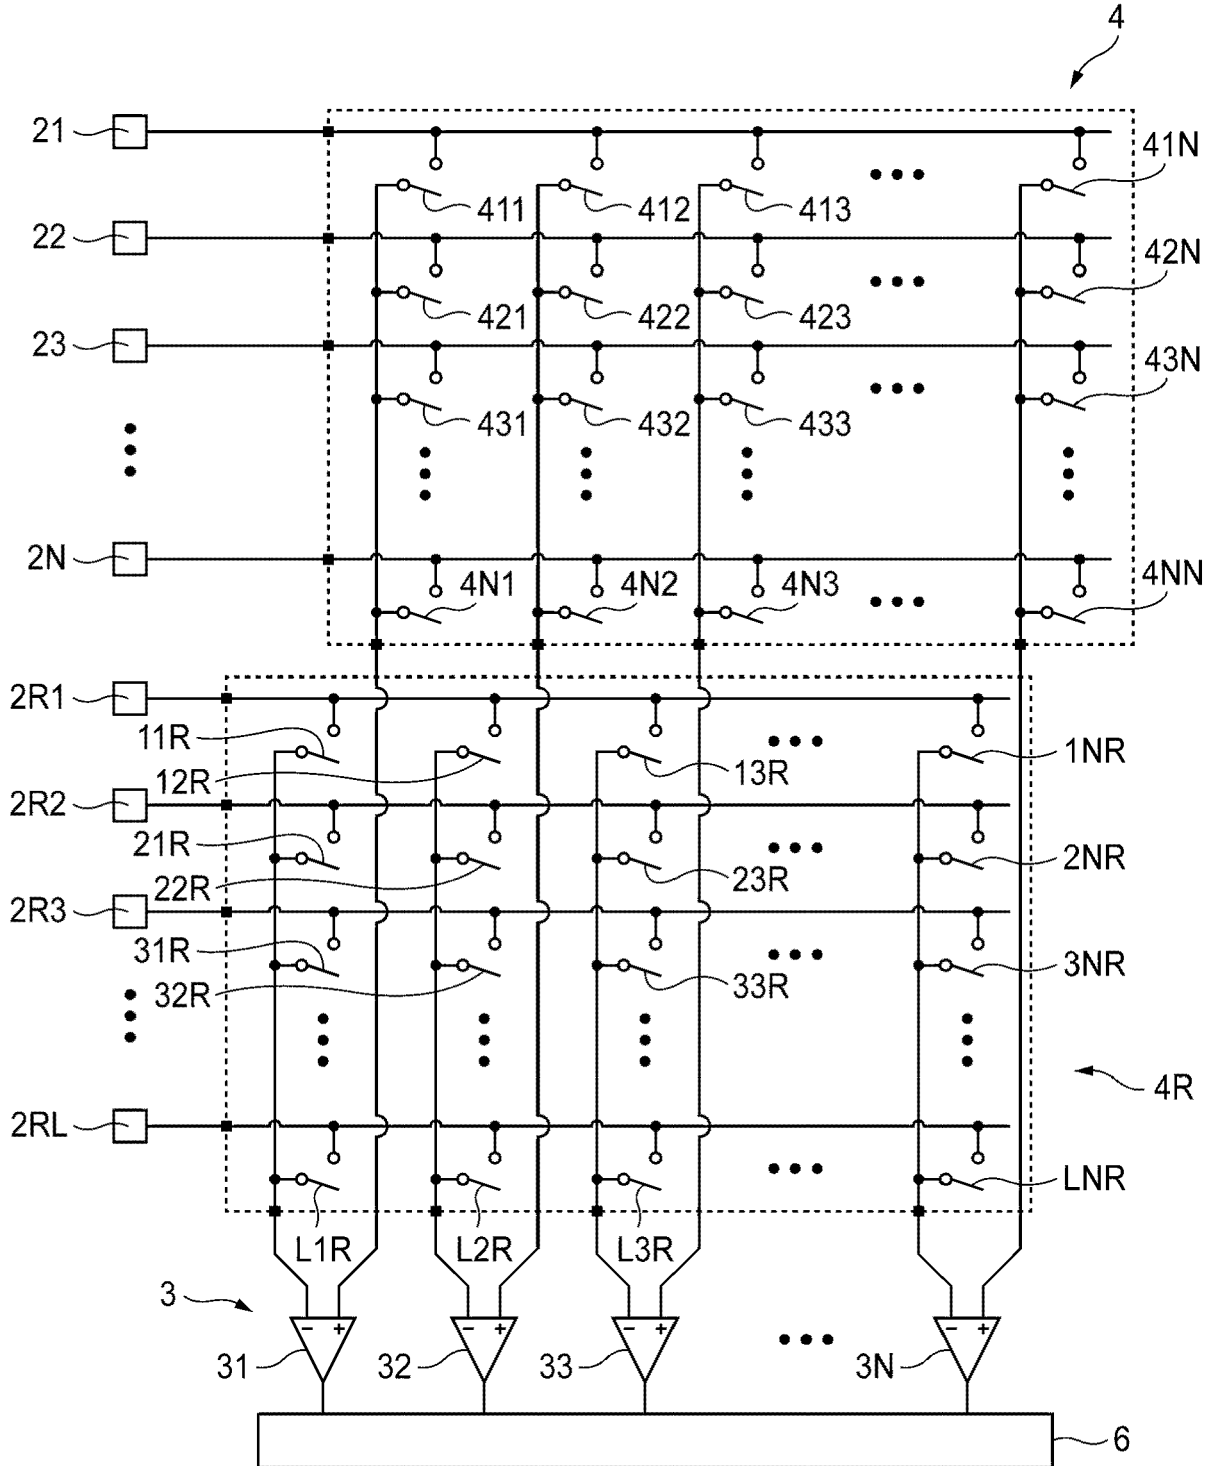 4
21
41N
411 412 413
22
42N
421 422 423
23
43N
431 432 433
2N
4N1 4N2 4N3 4NN
2R1
11R
12R 13R 1NR
2R2
21R
22R 23R 2NR
2R3
31R
32R 33R 3NR
4R
2RL
LNR
L1R L2R L3R
3
− + − + − + − +
31 32 33 3N
6